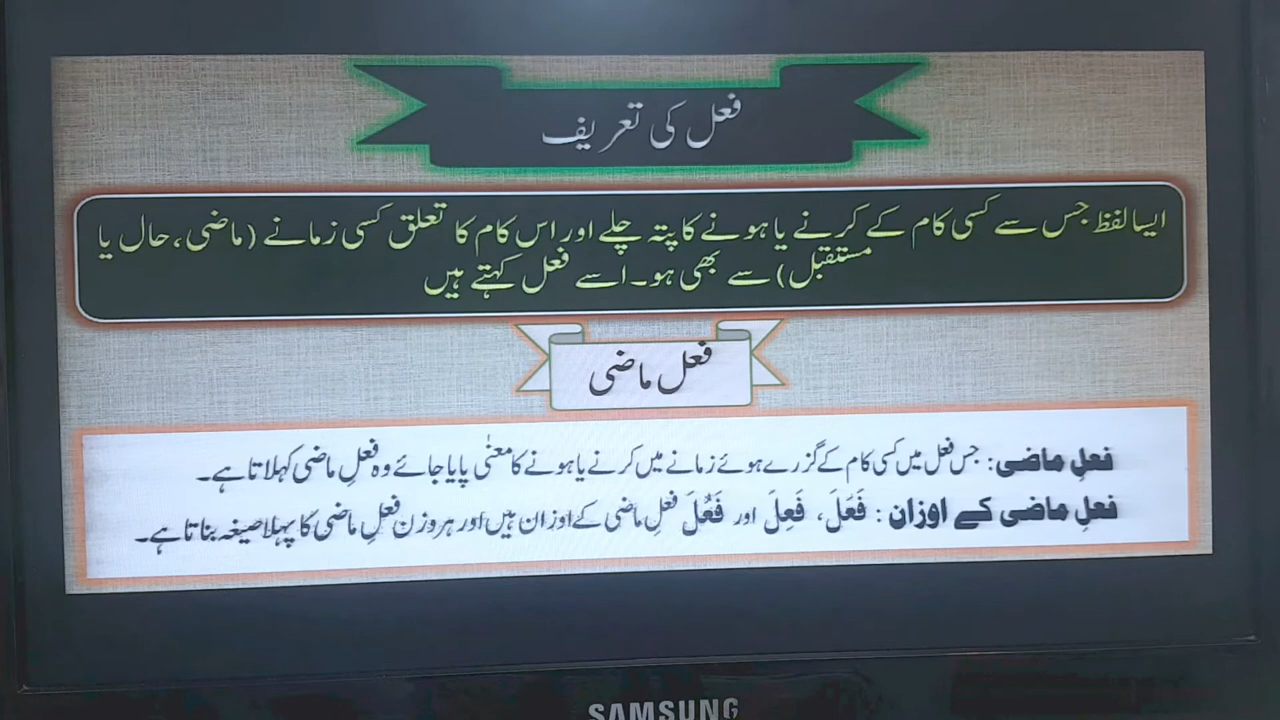 فعل کی تعریف
ایسا لفظ جس سے کسی کام کے کرنے یا ہونے کا پتہ چلے اور اس کام کا تعلق کسی زمانے (ماضی، حال یا
مستقبل) سے بھی ہو۔ اسے فعل کہتے ہیں
فعل ماضی
فعلِ ماضی: جس فعل میں کسی کام کے گزرے ہوئے زمانے میں کرنے یا ہونے کا معنٰی پایا جائے وہ فعلِ ماضی کہلاتا ہے۔
فعلِ ماضی کے اوزان: فَعَلَ، فَعِلَ اور فَعُلَ فعلِ ماضی کے اوزان ہیں اور ہر وزن فعلِ ماضی کا پہلا صیغہ بناتا ہے۔
SAMSUNG